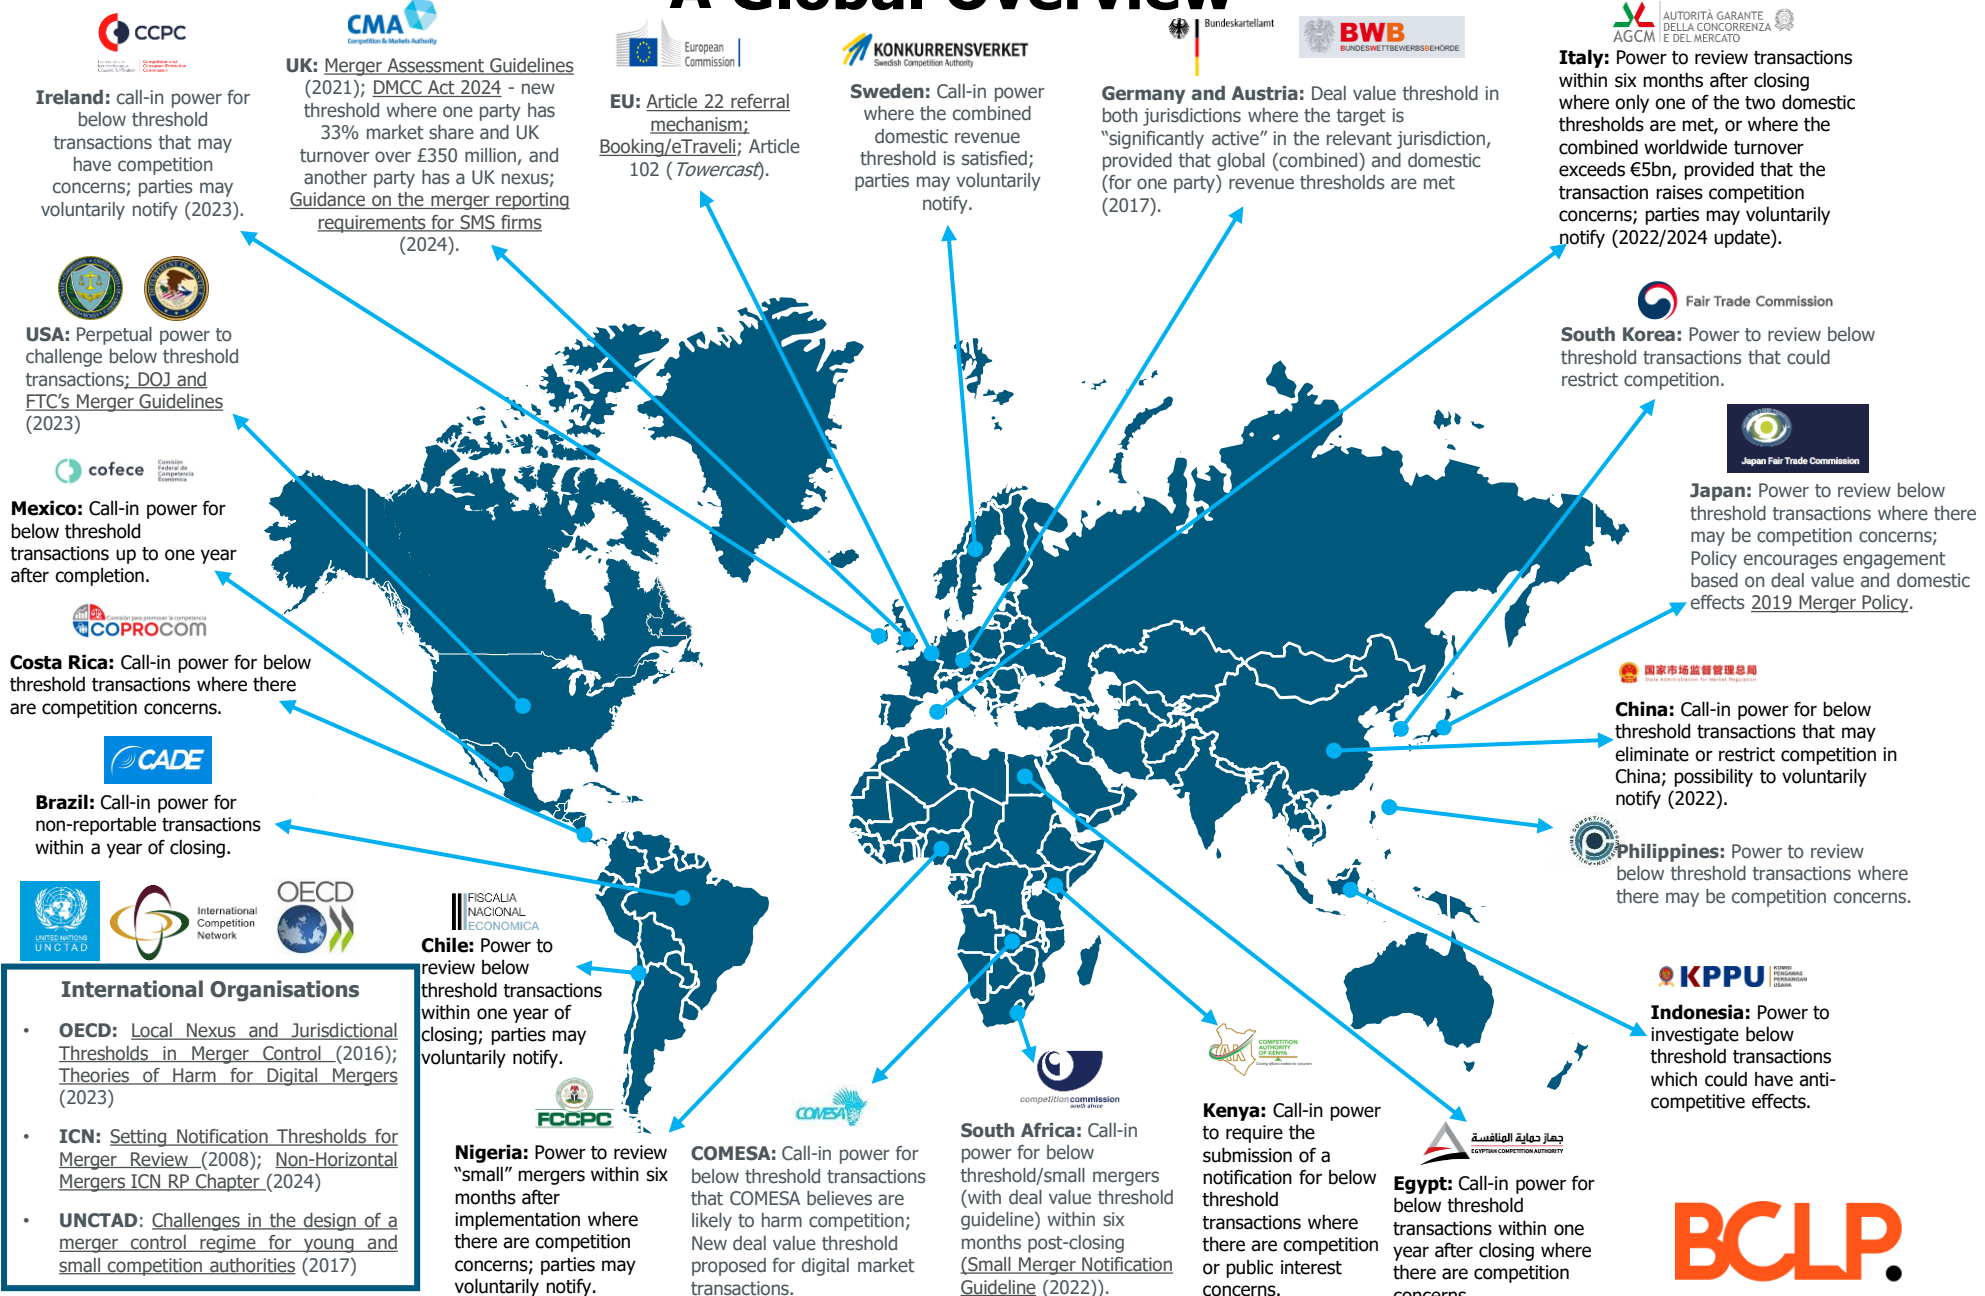 A Global Overview
CCPC
Competition and
Consumer Protection
Commission
Ireland: call-in power for
below threshold
transactions that may
have competition
concerns; parties may
voluntarily notify (2023).
CMA
Competition & Markets Authority
UK: Merger Assessment Guidelines
(2021); DMCC Act 2024 - new
threshold where one party has
33% market share and UK
turnover over £350 million, and
another party has a UK nexus;
Guidance on the merger reporting
requirements for SMS firms
(2024).
European
Commission
EU: Article 22 referral
mechanism;
Booking/eTraveli; Article
102 (Towercast).
KONKURRENSVERKET
Swedish Competition Authority
Sweden: Call-in power
where the combined
domestic revenue
threshold is satisfied;
parties may voluntarily
notify.
Bundeskartellamt
BWB
BUNDESWETTBEWERBSBEHÖRDE
Germany and Austria: Deal value threshold in
both jurisdictions where the target is
“significantly active” in the relevant jurisdiction,
provided that global (combined) and domestic
(for one party) revenue thresholds are met
(2017).
AGCM
AUTORITÀ GARANTE
DELLA CONCORRENZA
E DEL MERCATO
Italy: Power to review transactions
within six months after closing
where only one of the two domestic
thresholds are met, or where the
combined worldwide turnover
exceeds €5bn, provided that the
transaction raises competition
concerns; parties may voluntarily
notify (2022/2024 update).
USA: Perpetual power to
challenge below threshold
transactions; DOJ and
FTC’s Merger Guidelines
(2023)
Fair Trade Commission
South Korea: Power to review below
threshold transactions that could
restrict competition.
Japan Fair Trade Commission
Japan: Power to review below
threshold transactions where there
may be competition concerns;
Policy encourages engagement
based on deal value and domestic
effects 2019 Merger Policy.
cofece
Comisión
Federal de
Competencia
Económica
Mexico: Call-in power for
below threshold
transactions up to one year
after completion.
Comisión para promover la competencia
COPROCOM
Costa Rica: Call-in power for below
threshold transactions where there
are competition concerns.
国家市场监督管理总局
State Administration for Market Regulation
China: Call-in power for below
threshold transactions that may
eliminate or restrict competition in
China; possibility to voluntarily
notify (2022).
CADE
Brazil: Call-in power for
non-reportable transactions
within a year of closing.
PHILIPPINE COMPETITION COMMISSION
Philippines: Power to review
below threshold transactions where
there may be competition concerns.
UNITED NATIONS
UNCTAD
International
Competition
Network
OECD
International Organisations
• OECD: Local Nexus and Jurisdictional
Thresholds in Merger Control (2016);
Theories of Harm for Digital Mergers
(2023)
• ICN: Setting Notification Thresholds for
Merger Review (2008); Non-Horizontal
Mergers ICN RP Chapter (2024)
• UNCTAD: Challenges in the design of a
merger control regime for young and
small competition authorities (2017)
FISCALIA
NACIONAL
ECONOMICA
Chile: Power to
review below
threshold transactions
within one year of
closing; parties may
voluntarily notify.
FCCPC
Nigeria: Power to review
“small” mergers within six
months after
implementation where
there are competition
concerns; parties may
voluntarily notify.
COMESA
COMESA: Call-in power for
below threshold transactions
that COMESA believes are
likely to harm competition;
New deal value threshold
proposed for digital market
transactions.
competition commission
south africa
South Africa: Call-in
power for below
threshold/small mergers
(with deal value threshold
guideline) within six
months post-closing
(Small Merger Notification
Guideline (2022)).
CAK
COMPETITION
AUTHORITY
OF KENYA
Kenya: Call-in power
to require the
submission of a
notification for below
threshold
transactions where
there are competition
or public interest
concerns.
جهاز حماية المنافسة
EGYPTIAN COMPETITION AUTHORITY
Egypt: Call-in power for
below threshold
transactions within one
year after closing where
there are competition
concerns
KPPU
KOMISI
PENGAWAS
PERSAINGAN
USAHA
Indonesia: Power to
investigate below
threshold transactions
which could have anti-
competitive effects.
BCLP.